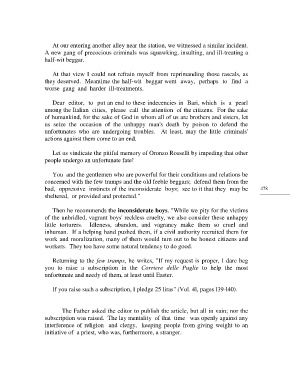 At our entering another alley near the station, we witnessed a similar incident.
A new gang of precocious criminals was squawking, insulting, and ill-treating a
half-wit beggar.
At that view I could not refrain myself from reprimanding those rascals, as
they deserved. Meantime the half-wit beggar went away, perhaps to find a
worse gang and harder ill-treatments.
Dear editor, to put an end to these indecencies in Bari, which is a pearl
among the Italian cities, please call the attention of the citizens. For the sake
of humankind, for the sake of God in whom all of us are brothers and sisters, let
us seize the occasion of the unhappy man's death by poison to defend the
unfortunates who are undergoing troubles. At least, may the little criminals'
actions against them come to an end.
Let us vindicate the pitiful memory of Oronzo Rosselli by impeding that other
people undergo an unfortunate fate!
You and the gentlemen who are powerful for their conditions and relations be
concerned with the few tramps and the old feeble beggars; defend them from the
bad, oppressive instincts of the inconsiderate boys; see to it that they may be
sheltered, or provided and protected."
Then he recommends the inconsiderate boys. "While we pity for the victims
of the unbridled, vagrant boys' reckless cruelty, we also consider these unhappy
little torturers. Idleness, abandon, and vagrancy make them so cruel and
inhuman. If a helping hand pushed them, if a civil authority recruited them for
work and moralization, many of them would turn out to be honest citizens and
workers. They too have some natural tendency to do good.
Returning to the few tramps, he writes, "If my request is proper, I dare beg
you to raise a subscription in the Corriere delle Puglie to help the most
unfortunate and needy of them, at least until Easter.
If you raise such a subscription, I pledge 25 liras" (Vol. 41, pages 139-140).
The Father asked the editor to publish the article, but all in vain; nor the
subscription was raised. The lay mentality of that time was openly against any
interference of religion and clergy, keeping people from giving weight to an
initiative of a priest, who was, furthermore, a stranger.